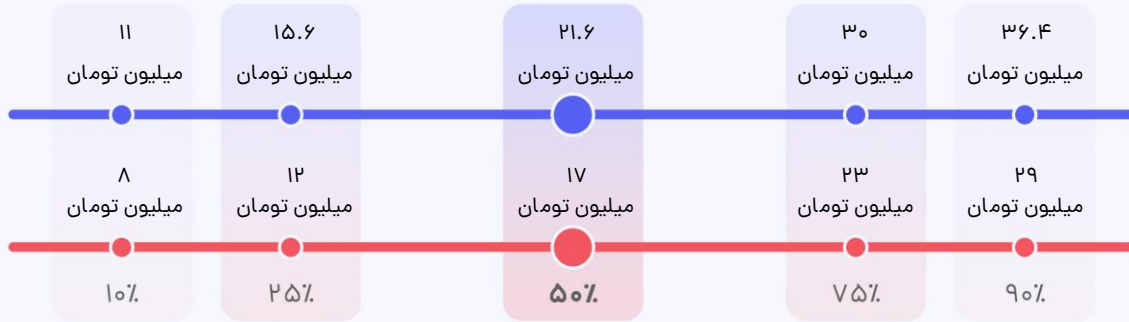 ۱۱ ۱۵.۶ ۲۱.۶ ۳۰ ۳۶.۴
میلیون تومان میلیون تومان میلیون تومان میلیون تومان میلیون تومان
۸ ۱۲ ۱۷ ۲۳ ۲۹
میلیون تومان میلیون تومان میلیون تومان میلیون تومان میلیون تومان
۱۰٪ ۲۵٪ ۵۰٪ ۷۵٪ ۹۰٪